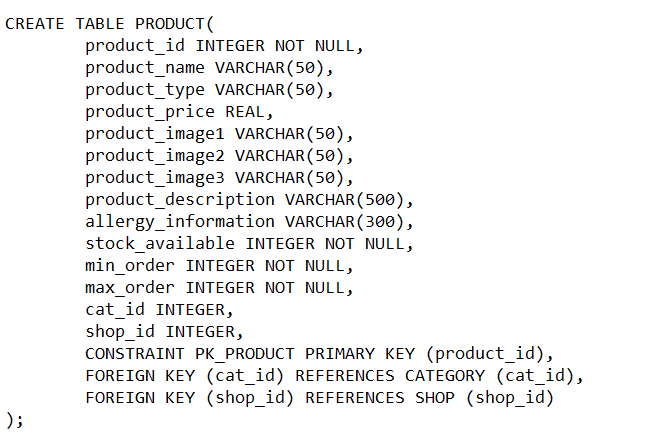 CREATE TABLE PRODUCT(
product_id INTEGER NOT NULL,
product_name VARCHAR(50),
product_type VARCHAR(50),
product_price REAL,
product_image1 VARCHAR(50),
product_image2 VARCHAR(50),
product_image3 VARCHAR(50),
product_description VARCHAR(500),
allergy_information VARCHAR(300),
stock_available INTEGER NOT NULL,
min_order INTEGER NOT NULL,
max_order INTEGER NOT NULL,
cat_id INTEGER,
shop_id INTEGER,
CONSTRAINT PK_PRODUCT PRIMARY KEY (product_id),
FOREIGN KEY (cat_id) REFERENCES CATEGORY (cat_id),
FOREIGN KEY (shop_id) REFERENCES SHOP (shop_id)
);